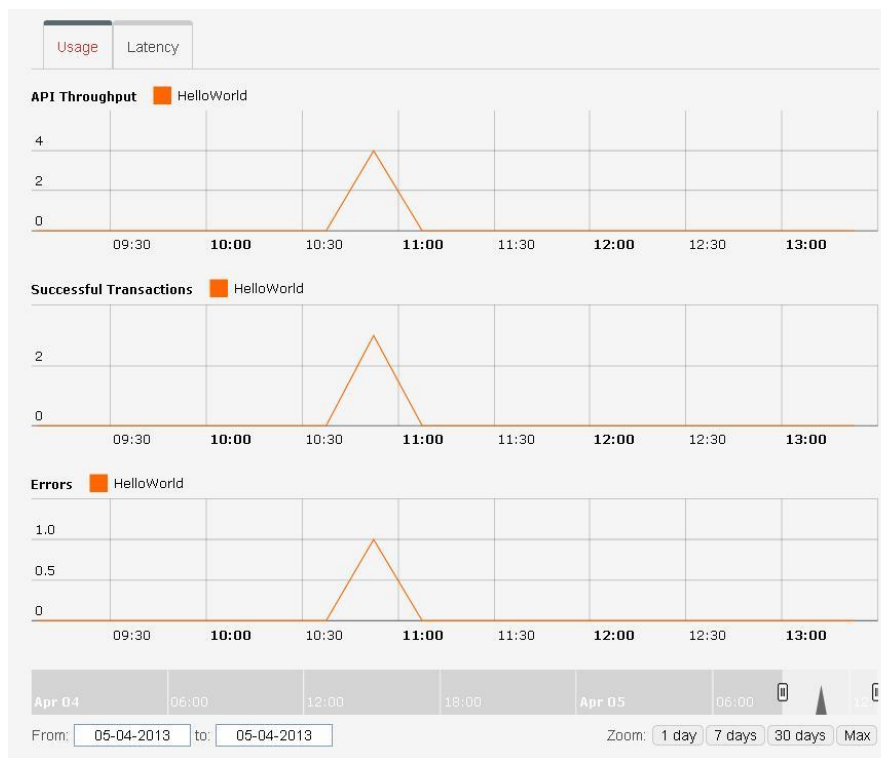 Usage Latency
API Throughput HelloWorld
4
2
0
09:30 10:00 10:30 11:00 11:30 12:00 12:30 13:00
Successful Transactions HelloWorld
2
0
09:30 10:00 10:30 11:00 11:30 12:00 12:30 13:00
Errors HelloWorld
1.0
0.5
0
09:30 10:00 10:30 11:00 11:30 12:00 12:30 13:00
Apr 04 06:00 12:00 18:00 Apr 05 06:00
From: 05-04-2013 to: 05-04-2013 Zoom: 1 day 7 days 30 days Max